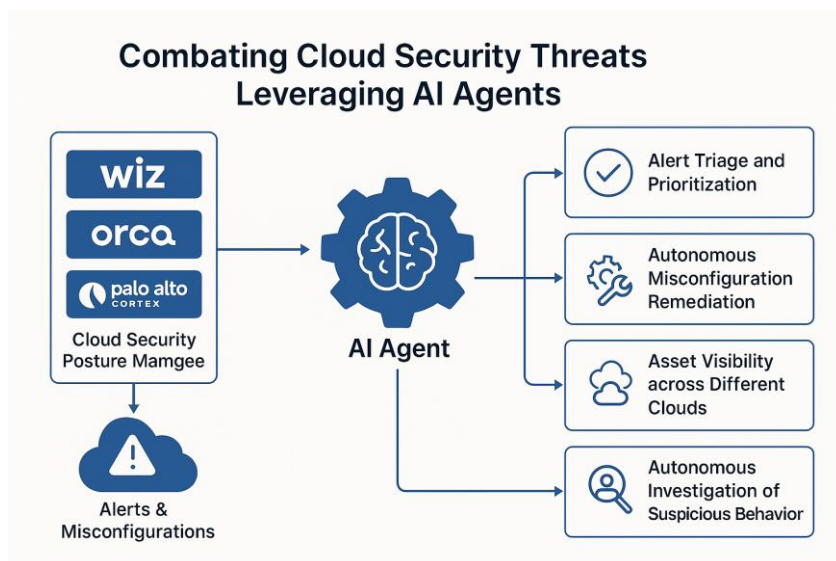 Combating Cloud Security Threats
Leveraging AI Agents
wiz
orca
palo alto
CORTEX
Cloud Security
Posture Mamgee
Alerts &
Misconfigurations
AI Agent
Alert Triage and
Prioritization
Autonomous
Misconfiguration
Remediation
Asset Visibility
across Different
Clouds
Autonomous
Investigation of
Suspicious Behavior